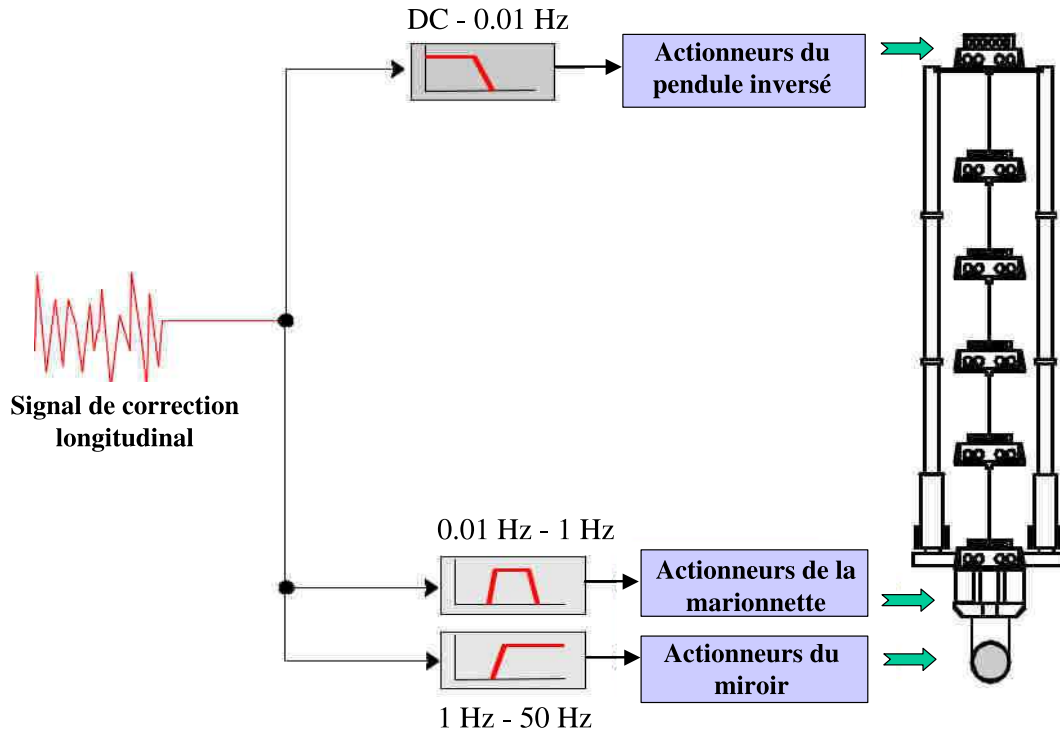 DC - 0.01 Hz
Actionneurs du
pendule inversé
Signal de correction
longitudinal
0.01 Hz - 1 Hz
Actionneurs de la
marionnette
Actionneurs du
miroir
1 Hz - 50 Hz